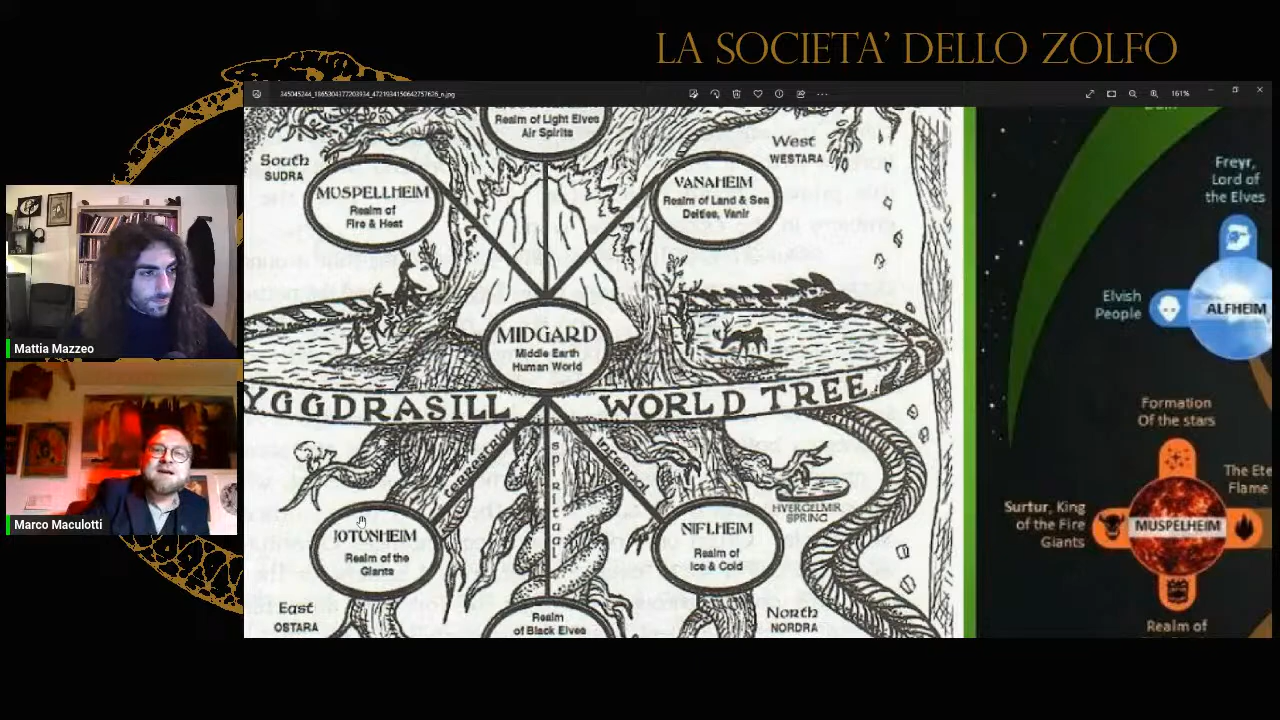 LA SOCIETA' DELLO ZOLFO
345045244_1865304377203934_4721934150642757626_n.jpg
161%
Realm of Light Elves
Air Spirits
South
SUDRA
West
WESTARA
MOSPELLHEIM
Realm of
Fire & Heat
VANAHEIM
Realm of Land & Sea
Deities, Vanir
MIDGARD
Middle Earth
Human World
YGGDRASILL WORLD TREE
spiritual
HVERGELMIR
SPRING
JOTONHEIM
Realm of the
Giants
NIFLHEIM
Realm of
Ice & Cold
East
OSTARA
North
NORDRA
Realm
of Black Elves
Freyr,
Lord of
the Elves
Elvish
People
ALFHEIM
Formation
Of the stars
The Ete
Flame
Surtur, King
of the Fire
Giants
MUSPELHEIM
Realm of
Mattia Mazzeo
Marco Maculotti